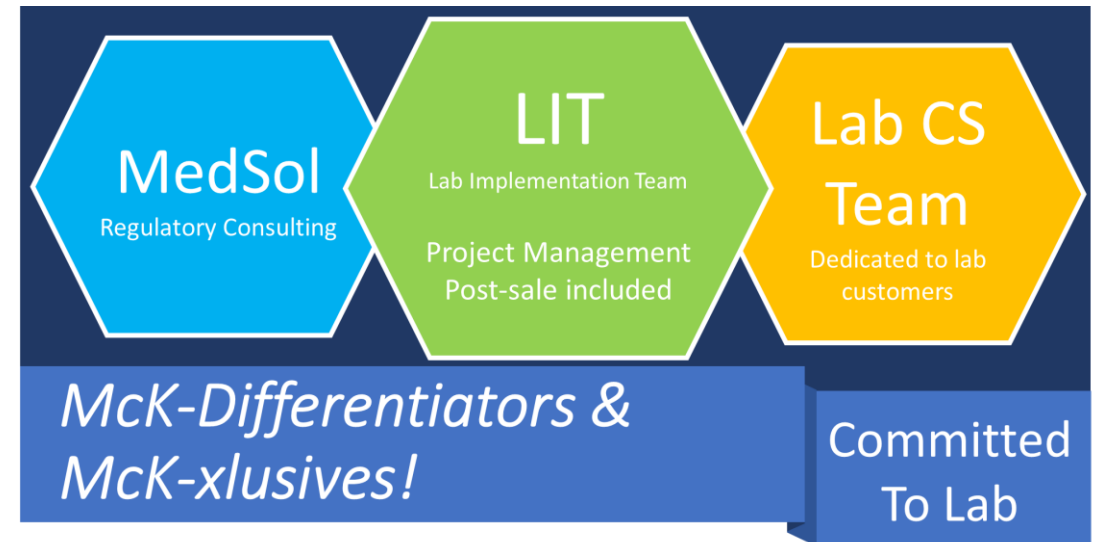 MedSol
Regulatory Consulting
LIT
Lab Implementation Team
Project Management
Post-sale included
Lab CS
Team
Dedicated to lab
customers
McK-Differentiators &
McK-xlusives!
Committed
To Lab